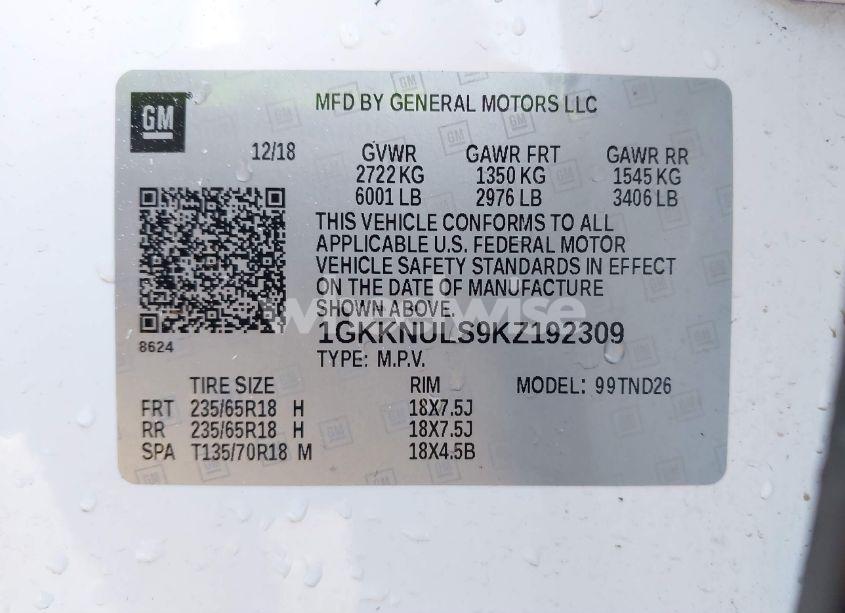 GM
MFD BY GENERAL MOTORS LLC
12/18 GVWR GAWR FRT GAWR RR
2722 KG 1350 KG 1545 KG
6001 LB 2976 LB 3406 LB
THIS VEHICLE CONFORMS TO ALL
APPLICABLE U.S. FEDERAL MOTOR
VEHICLE SAFETY STANDARDS IN EFFECT
ON THE DATE OF MANUFACTURE
SHOWN ABOVE.
1GKKNULS9KZ192309
8624
TYPE: M.P.V.
TIRE SIZE RIM MODEL: 99TND26
FRT 235/65R18 H 18X7.5J
RR 235/65R18 H 18X7.5J
SPA T135/70R18 M 18X4.5B